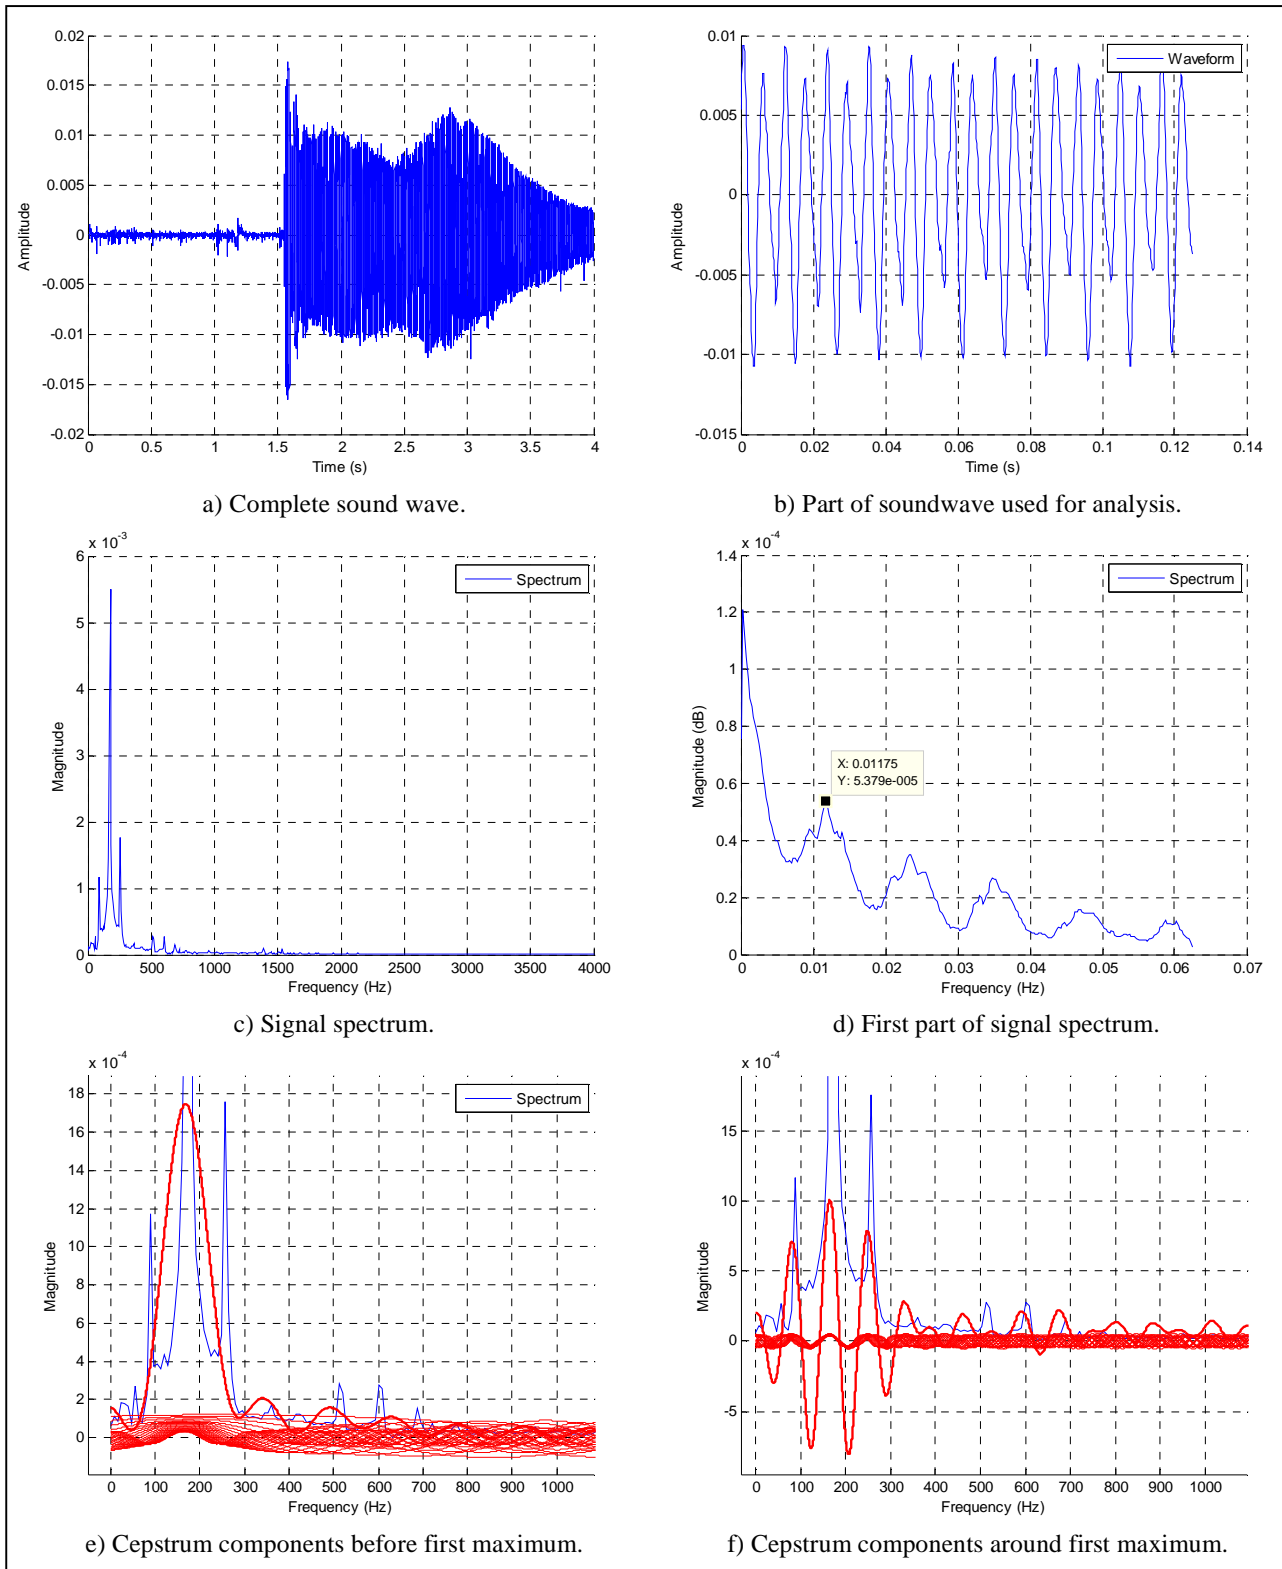 0.02
0.015
0.01
0.005
0
-0.005
-0.01
-0.015
-0.02
Amplitude
0 0.5 1 1.5 2 2.5 3 3.5 4
Time (s)
a) Complete sound wave.
0.01
0.005
0
-0.005
-0.01
-0.015
Amplitude
Waveform
0 0.02 0.04 0.06 0.08 0.1 0.12 0.14
Time (s)
b) Part of soundwave used for analysis.
x 10-3
6
5
4
3
2
1
0
Magnitude
Spectrum
0 500 1000 1500 2000 2500 3000 3500 4000
Frequency (Hz)
c) Signal spectrum.
x 10-4
1.4
1.2
1
0.8
0.6
0.4
0.2
0
Magnitude (dB)
Spectrum
X: 0.01175
Y: 5.379e-005
0 0.01 0.02 0.03 0.04 0.05 0.06 0.07
Frequency (Hz)
d) First part of signal spectrum.
x 10-4
18
16
14
12
10
8
6
4
2
0
Magnitude
Spectrum
0 100 200 300 400 500 600 700 800 900 1000
Frequency (Hz)
e) Cepstrum components before first maximum.
x 10-4
15
10
5
0
-5
Magnitude
0 100 200 300 400 500 600 700 800 900 1000
Frequency (Hz)
f) Cepstrum components around first maximum.